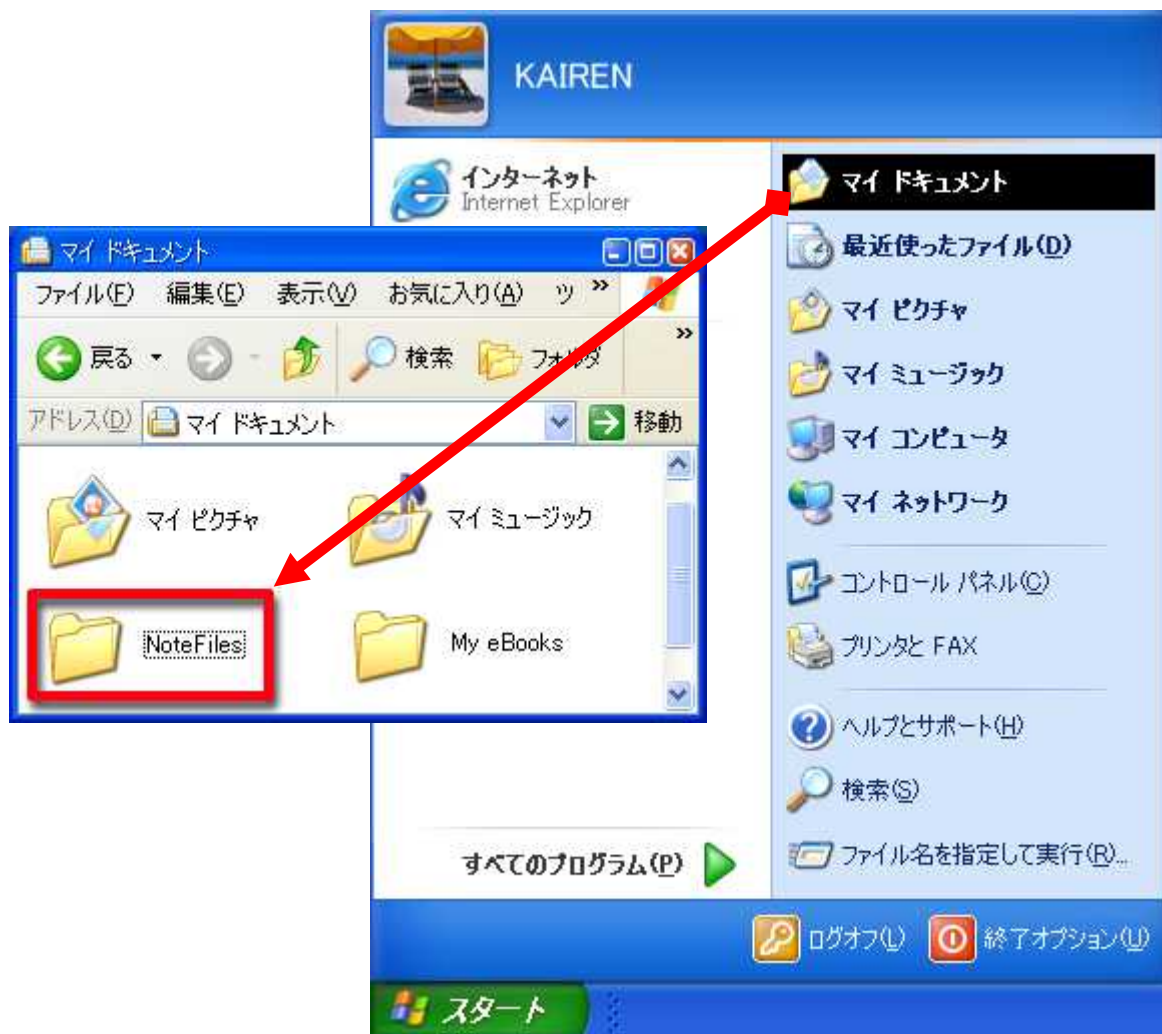 KAIREN
インターネット
Internet Explorer
マイ ドキュメント
最近使ったファイル(D)
マイ ピクチャ
マイ ミュージック
マイ コンピュータ
マイ ネットワーク
コントロール パネル(C)
プリンタと FAX
ヘルプとサポート(H)
検索(S)
ファイル名を指定して実行(R)...
すべてのプログラム(P)
ログオフ(L) 終了オプション(U)
スタート
マイ ドキュメント
ファイル(F) 編集(E) 表示(V) お気に入り(A) ツ »
戻る 検索 フォルダ »
アドレス(D) マイ ドキュメント 移動
マイ ピクチャ マイ ミュージック
NoteFiles My eBooks